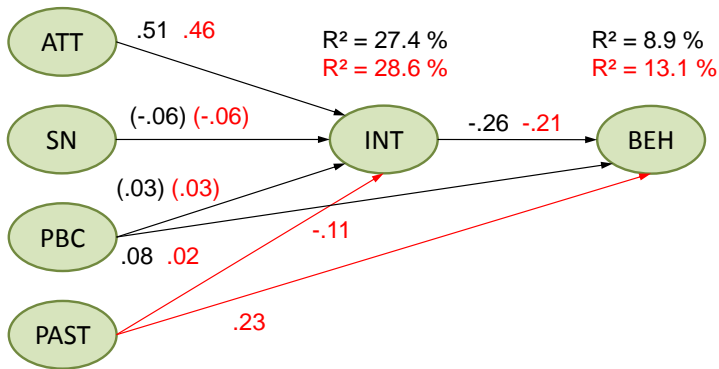 ATT
.51 .46
R² = 27.4 %
R² = 28.6 %
R² = 8.9 %
R² = 13.1 %
SN
(-.06) (-.06)
INT
-.26 -.21
BEH
(.03) (.03)
PBC
.08 .02
-.11
PAST
.23